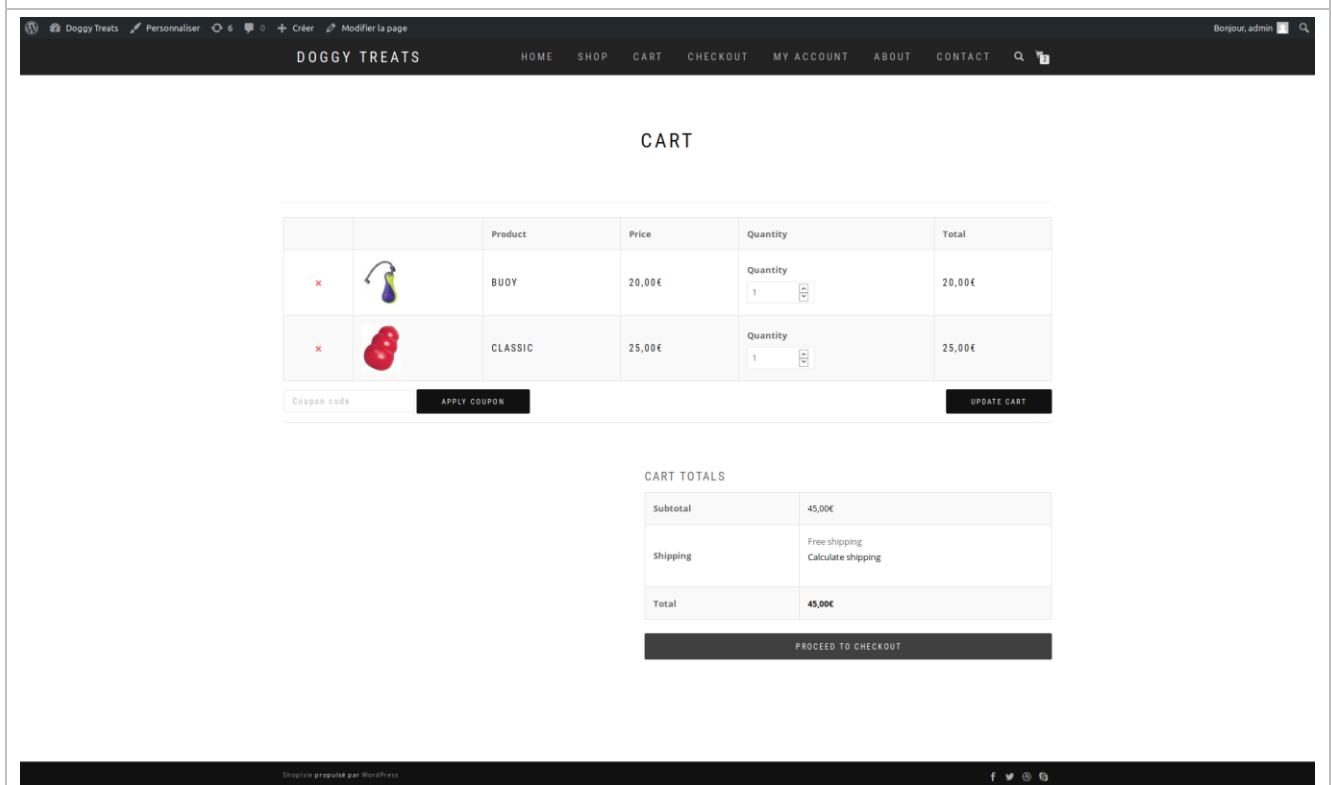 Doggy Treats Personnaliser 6 0 + Créer Modifier la page Bonjour, admin
DOGGY TREATS HOME SHOP CART CHECKOUT MY ACCOUNT ABOUT CONTACT 2
CART
Product Price Quantity Total
× BUOY 20,00€ Quantity 1 20,00€
× CLASSIC 25,00€ Quantity 1 25,00€
Coupon code APPLY COUPON UPDATE CART
CART TOTALS
Subtotal 45,00€
Shipping Free shipping
Calculate shipping
Total 45,00€
PROCEED TO CHECKOUT
ShopIsle propulsé par WordPress